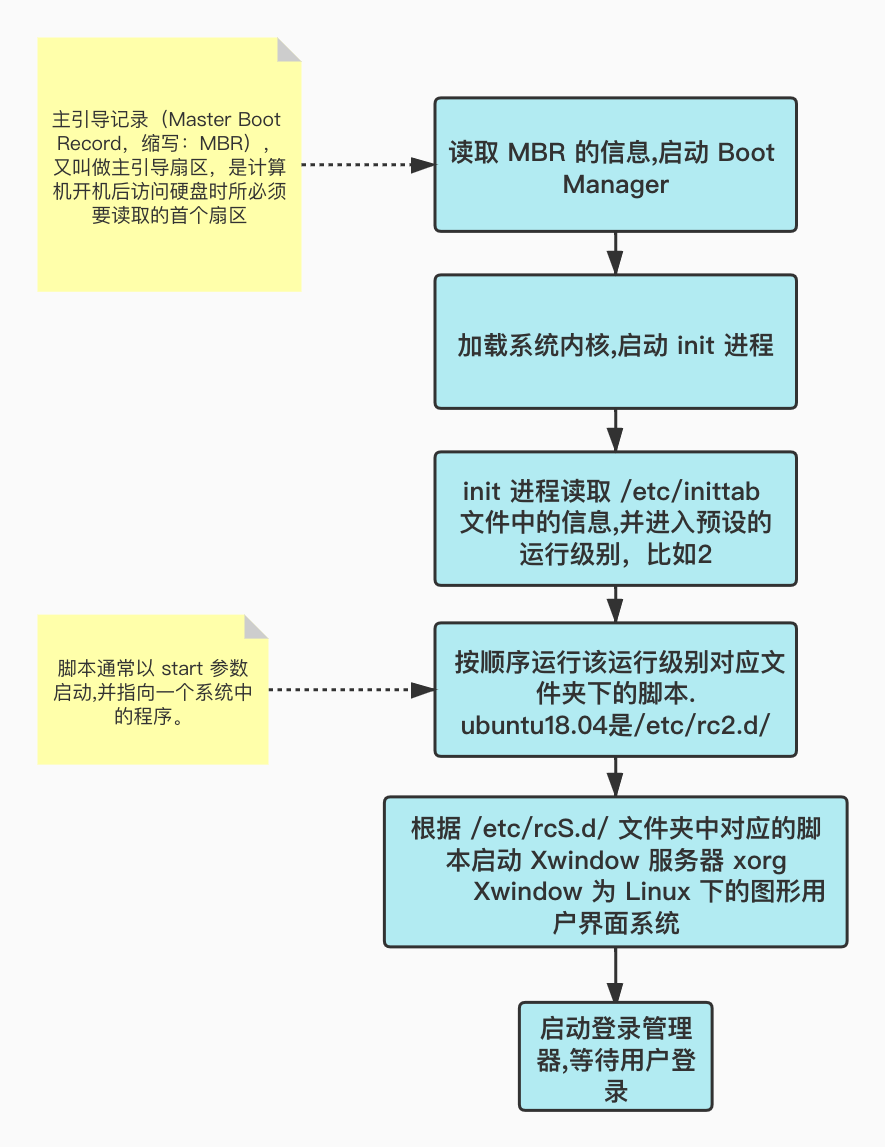 主引导记录（Master Boot
Record，缩写：MBR），
又叫做主引导扇区，是计算
机开机后访问硬盘时所必须
要读取的首个扇区
读取 MBR 的信息,启动 Boot
Manager
加载系统内核,启动 init 进程
init 进程读取 /etc/inittab
文件中的信息,并进入预设的
运行级别，比如2
脚本通常以 start 参数
启动,并指向一个系统中
的程序。
按顺序运行该运行级别对应文
件夹下的脚本.
ubuntu18.04是/etc/rc2.d/
根据 /etc/rcS.d/ 文件夹中对应的脚
本启动 Xwindow 服务器 xorg
Xwindow 为 Linux 下的图形用
户界面系统
启动登录管理
器,等待用户登
录